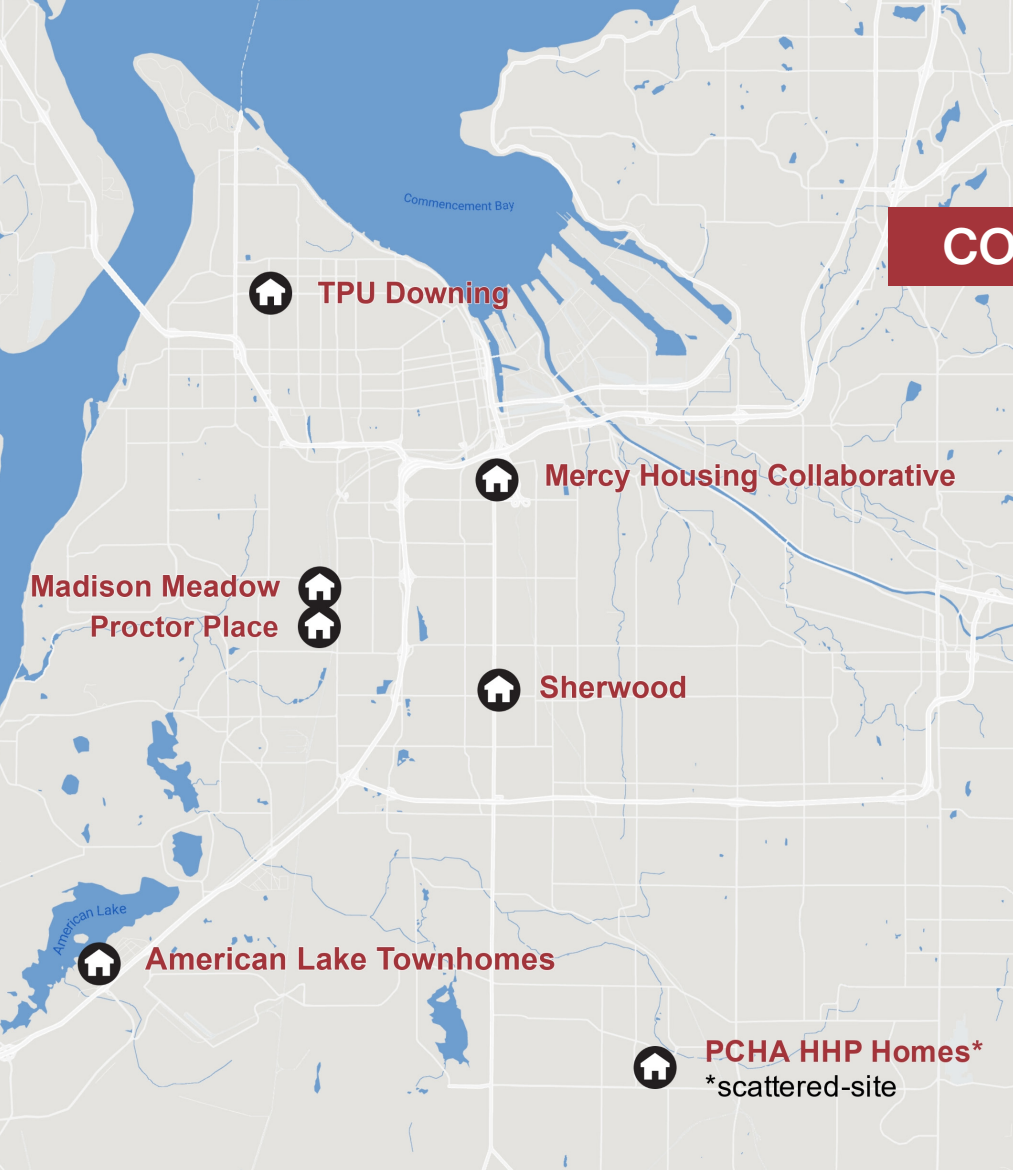 Commencement Bay
CO
TPU Downing
Mercy Housing Collaborative
Madison Meadow
Proctor Place
Sherwood
American Lake
American Lake Townhomes
PCHA HHP Homes*
*scattered-site